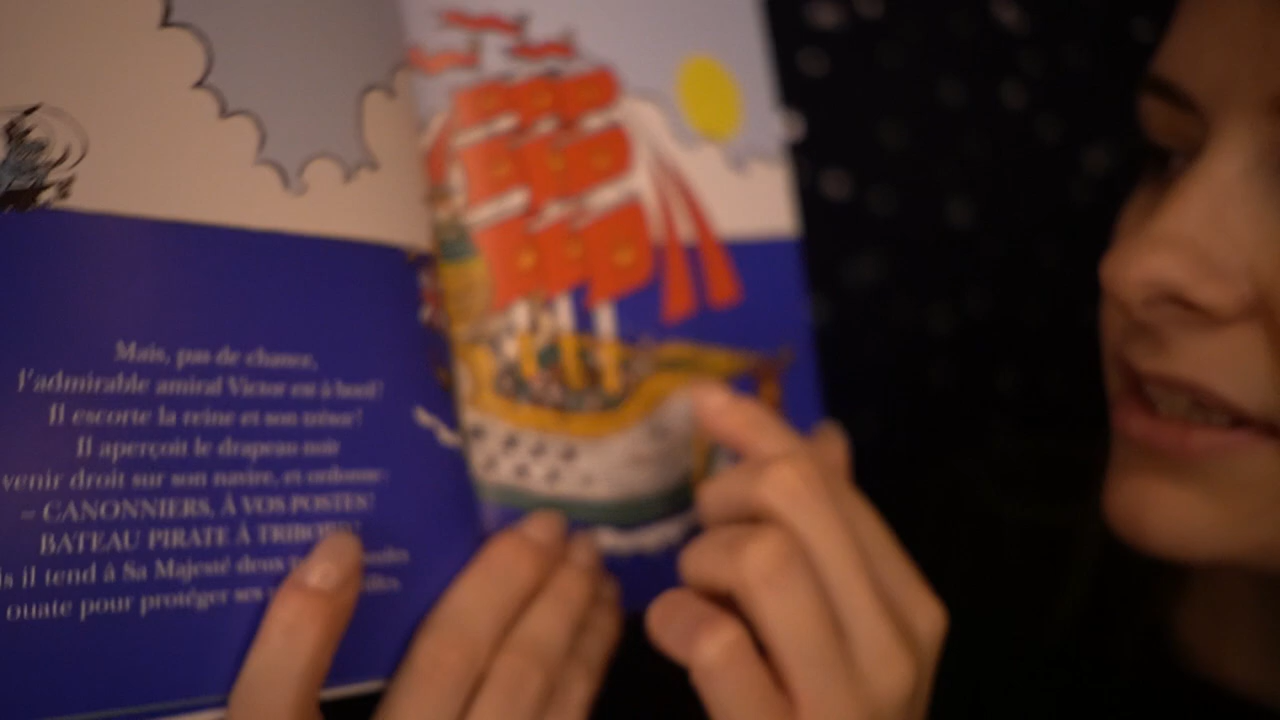 Mais, pas de chance,
l'admirable amiral Victor est à bord!
Il escorte la reine et son trésor!
Il aperçoit le drapeau noir
venir droit sur son navire, et ordonne:
– CANONNIERS, À VOS POSTES!
BATEAU PIRATE À TRIBORD!
il tend à Sa Majesté deux
ouate pour protéger ses